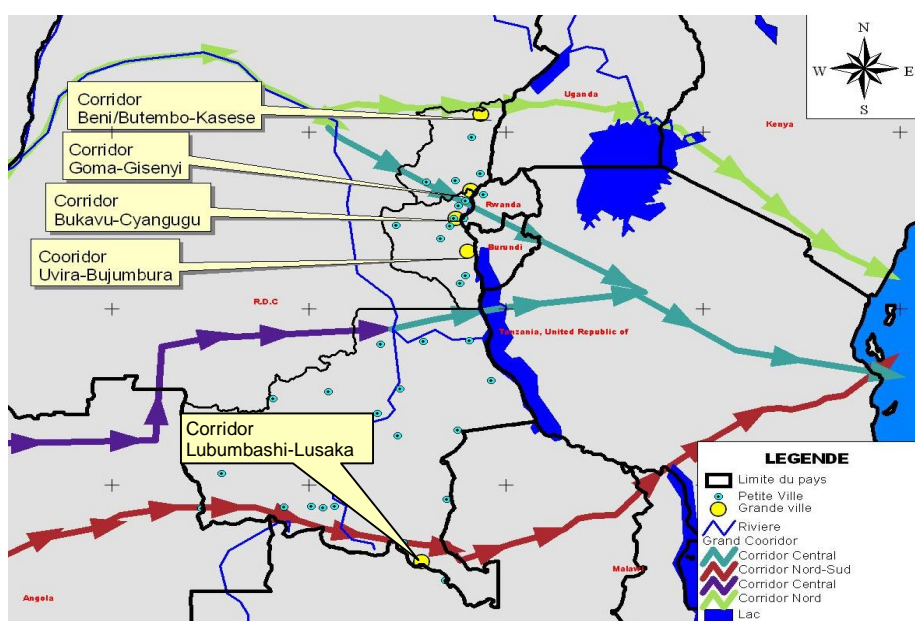 N
W
E
S
Corridor
Beni/Butembo-Kasese
Uganda
Kenya
Corridor
Goma-Gisenyi
Corridor
Bukavu-Cyangugu
Rwanda
Cooridor
Uvira-Bujumbura
Burundi
R.D.C
Tanzania, United Republic of
Corridor
Lubumbashi-Lusaka
Angola
Malawi
LEGENDE
Limite du pays
Petite Ville
Grande ville
Riviere
Grand Cooridor
Corridor Central
Corridor Nord-Sud
Corridor Central
Corridor Nord
Lac